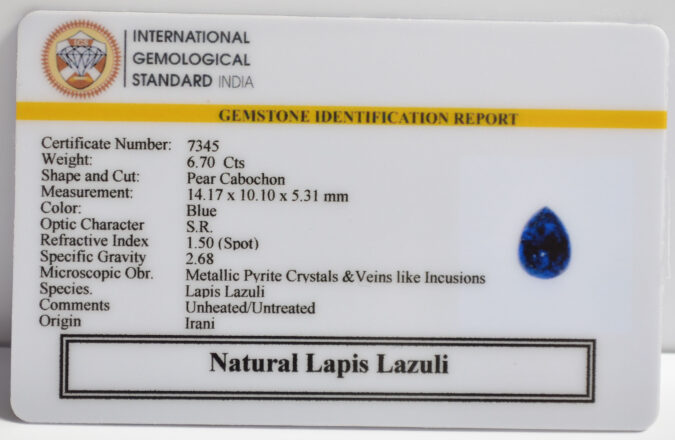 IGS
INTERNATIONAL
GEMOLOGICAL
STANDARD INDIA
GEMSTONE IDENTIFICATION REPORT
Certificate Number: 7345
Weight: 6.70 Cts
Shape and Cut: Pear Cabochon
Measurement: 14.17 x 10.10 x 5.31 mm
Color: Blue
Optic Character S.R.
Refractive Index 1.50 (Spot)
Specific Gravity 2.68
Microscopic Obr. Metallic Pyrite Crystals &Veins like Incusions
Species. Lapis Lazuli
Comments Unheated/Untreated
Origin Irani
Natural Lapis Lazuli